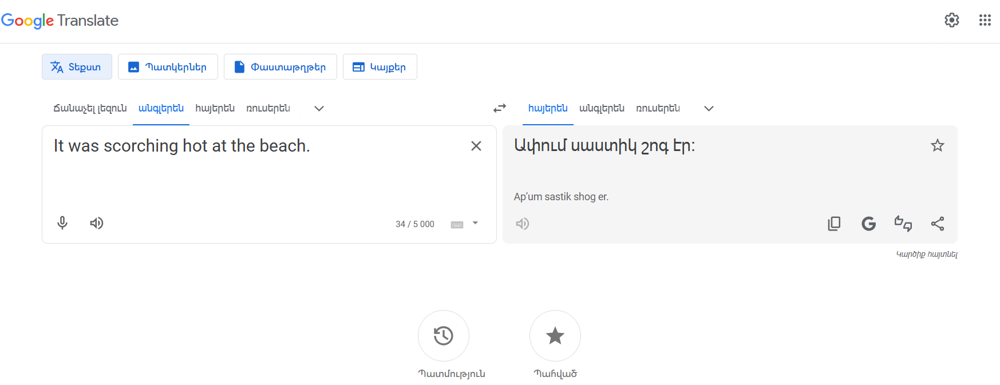 Google Translate
Տեքստ
Պատկերներ
Փաստաթղթեր
Կայքեր
Ճանաչել լեզուն
անգլերեն
հայերեն
ռուսերեն
հայերեն
անգլերեն
ռուսերեն
It was scorching hot at the beach.
34 / 5 000
Ափում սաստիկ շոգ էր:
Ap’um sastik shog er.
Կարծիք հայտնել
Պատմություն
Պահված